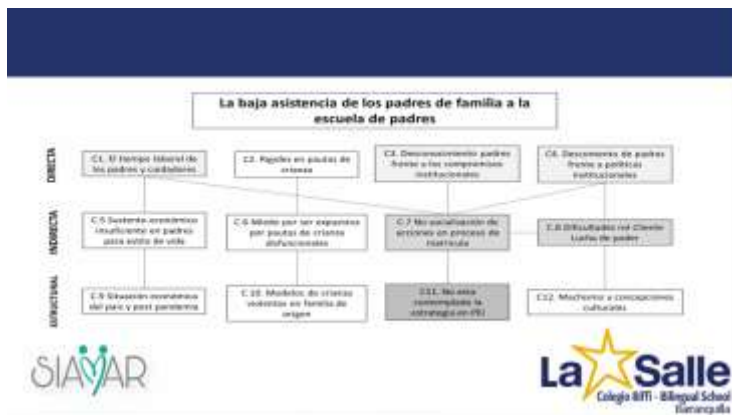 La baja asistencia de los padres de familia a la
escuela de padres
DIRECTA
C1. El tiempo laboral de
los padres y cuidadores
C2. Rigidez en pautas de
crianza
C3. Desconocimiento padres
frente a los compromisos
institucionales
C4. Descontento de padres
frente a políticas
institucionales
INDIRECTA
C.5 Sustento económico
insuficiente en padres
para estilo de vida
C.6 Miedo por ser expuestos
por pautas de crianza
disfuncionales
C.7 No socialización de
acciones en proceso de
matrícula
C.8 Dificultades rol Cliente
Lucha de poder
ESTRUCTURAL
C.9 Situación económica
del país y post pandemia
C.10. Modelos de crianza
violentos en familia de
origen
C11. No esta
contemplada la
estrategia en
C12. Machismo y concepciones
culturales
SIAMAR
La Salle
Colegio Biffi - Bilingual School
Barranquilla